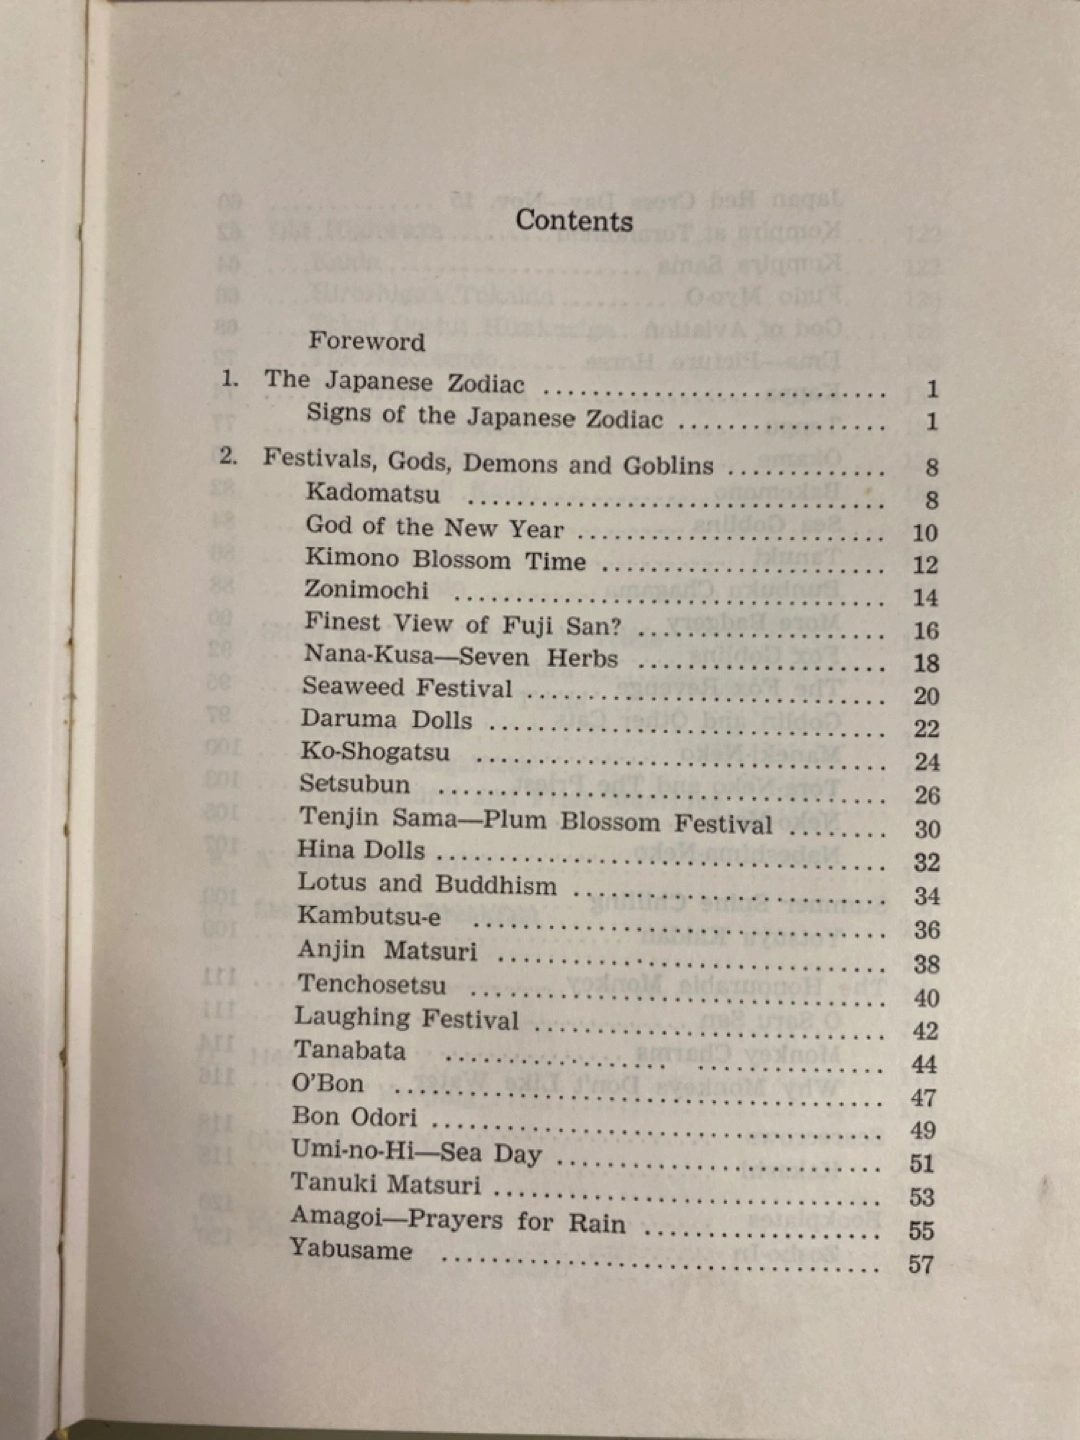 Contents
Foreword
1. The Japanese Zodiac ............................ 1
Signs of the Japanese Zodiac ................. 1
2. Festivals, Gods, Demons and Goblins ............. 8
Kadomatsu .................................. 8
God of the New Year ......................... 10
Kimono Blossom Time ....................... 12
Zonimochi ................................... 14
Finest View of Fuji San? .................... 16
Nana-Kusa—Seven Herbs .................... 18
Seaweed Festival ............................. 20
Daruma Dolls ................................ 22
Ko-Shogatsu ................................. 24
Setsubun .................................... 26
Tenjin Sama—Plum Blossom Festival ........ 30
Hina Dolls .................................... 32
Lotus and Buddhism ......................... 34
Kambutsu-e ................................. 36
Anjin Matsuri ............................... 38
Tenchosetsu ................................. 40
Laughing Festival ............................ 42
Tanabata .................................. 44
O'Bon ........................................ 47
Bon Odori .................................... 49
Umi-no-Hi—Sea Day .......................... 51
Tanuki Matsuri ............................... 53
Amagoi—Prayers for Rain ................... 55
Yabusame .................................... 57